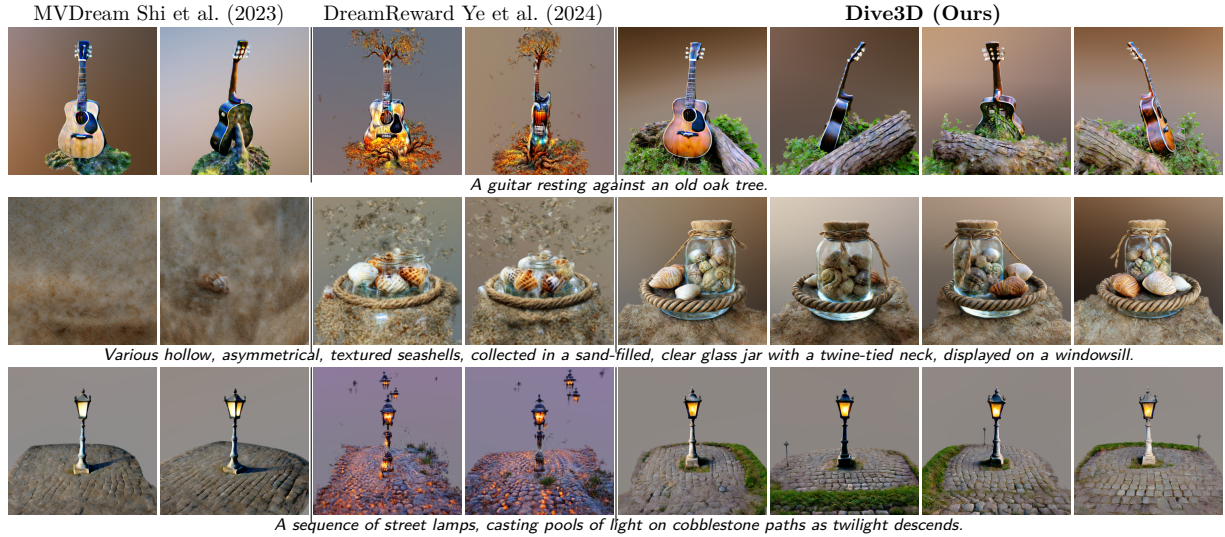 MVDream Shi et al. (2023) DreamReward Ye et al. (2024) Dive3D (Ours)
A guitar resting against an old oak tree.
Various hollow, asymmetrical, textured seashells, collected in a sand-filled, clear glass jar with a twine-tied neck, displayed on a windowsill.
A sequence of street lamps, casting pools of light on cobblestone paths as twilight descends.